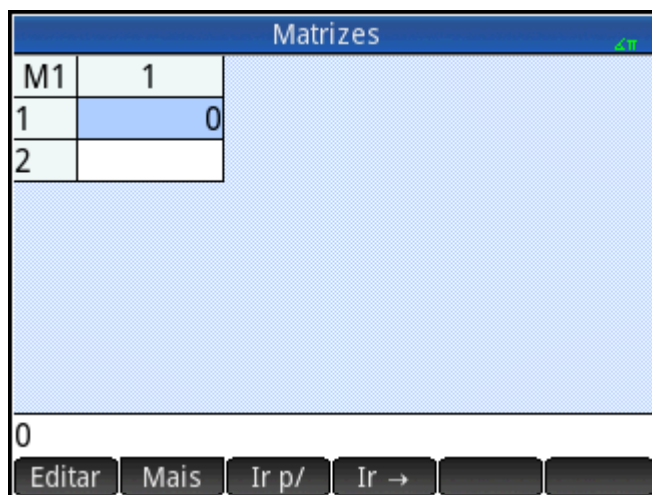 Matrizes
∡π
M1 1
1 0
2
0
Editar Mais Ir p/ Ir →